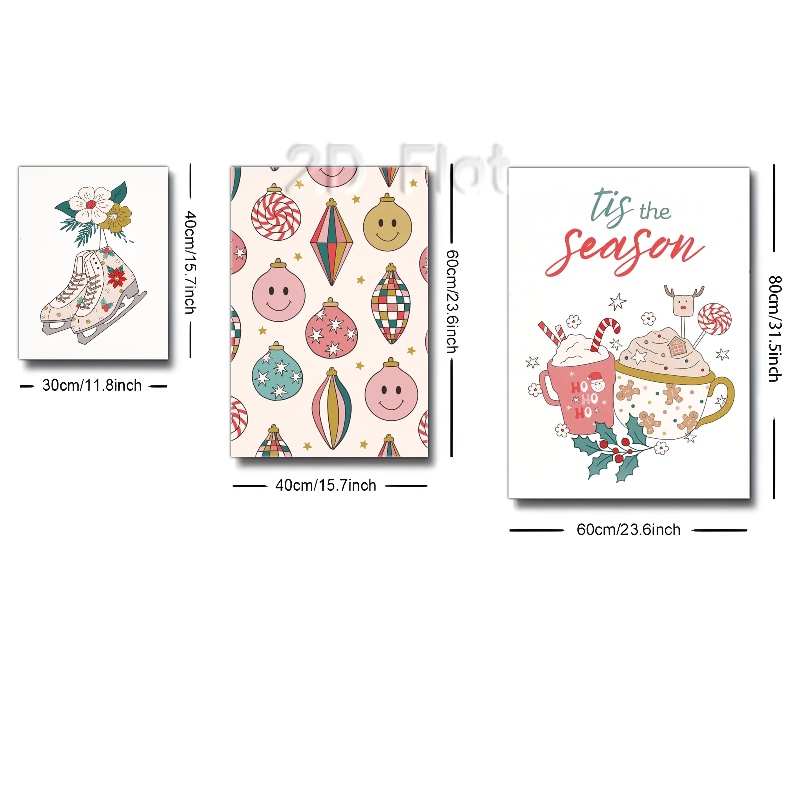 2D Flat
40cm/15.7inch
30cm/11.8inch
60cm/23.6inch
40cm/15.7inch
tis the
season
HO
HO
HO
80cm/31.5inch
60cm/23.6inch